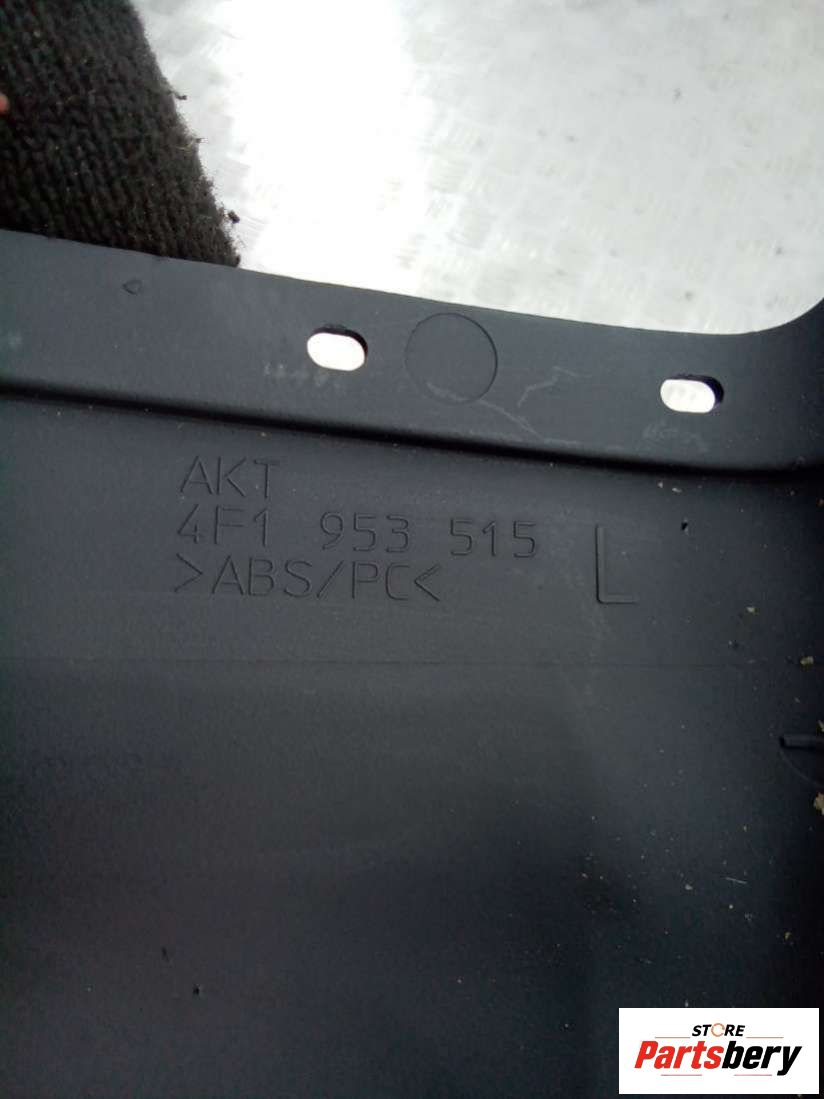 AKT
4F1 953 515 L
>ABS/PC<
STORE
Partsbery